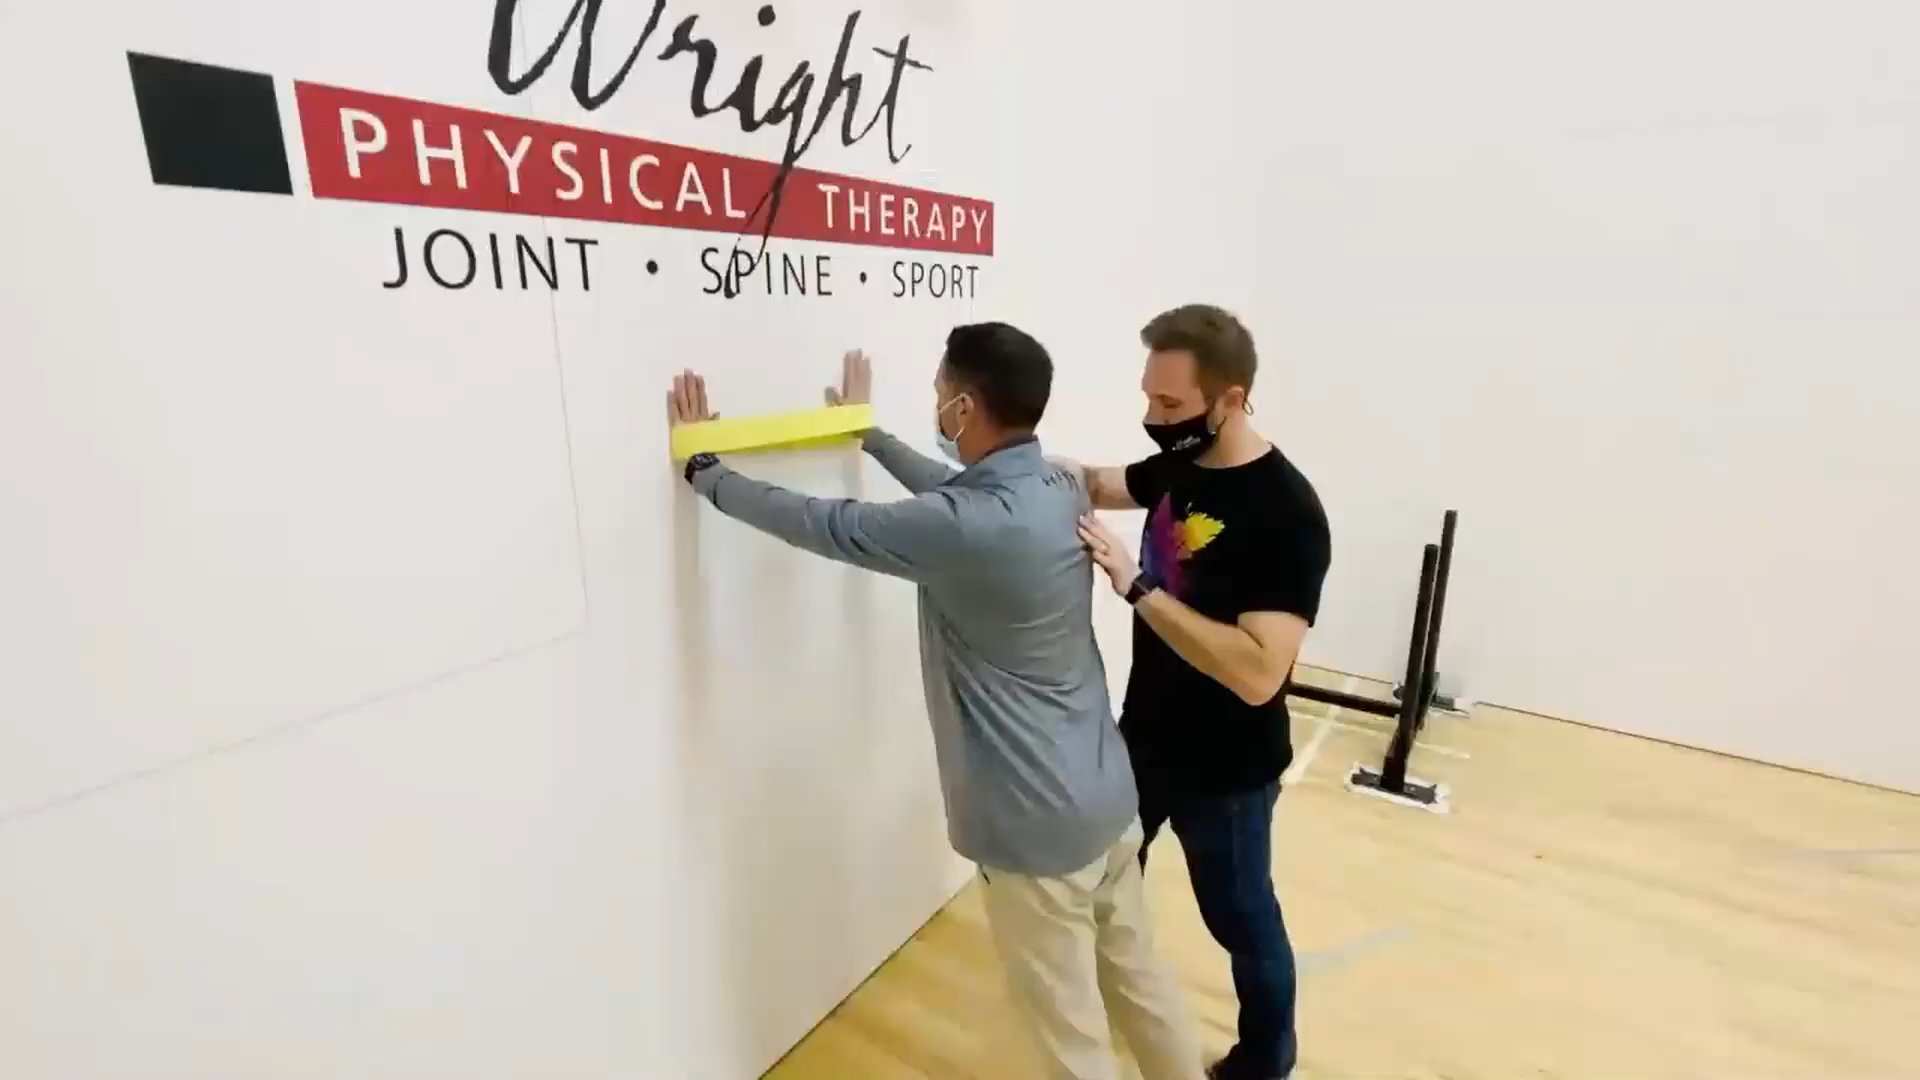 Wright
PHYSICAL THERAPY
JOINT • SPINE • SPORT